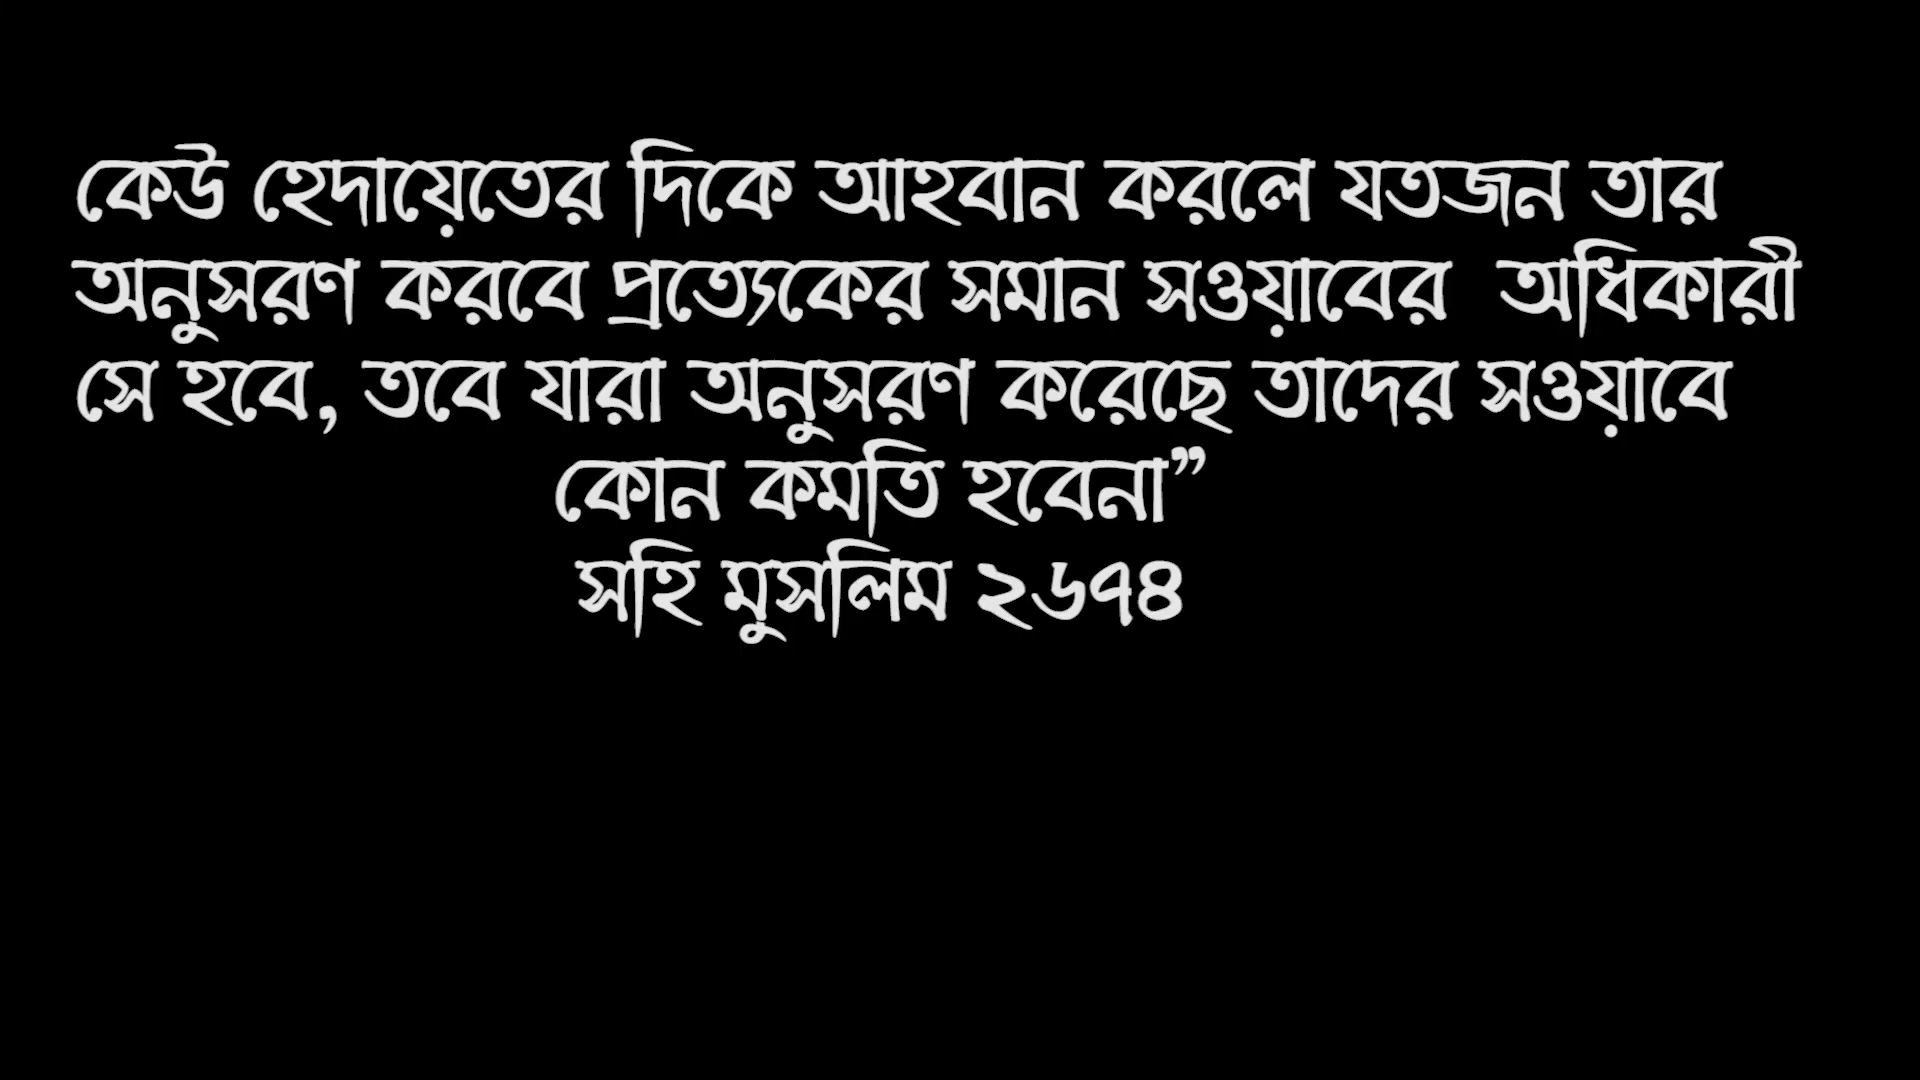 কেউ হেদায়েতের দিকে আহবান করলে যতজন তার
অনুসরণ করবে প্রত্যেকের সমান সওয়াবের অধিকারী
সে হবে, তবে যারা অনুসরণ করেছে তাদের সওয়াবে
কোন কমতি হবেনা”
সহি মুসলিম ২৬৭৪